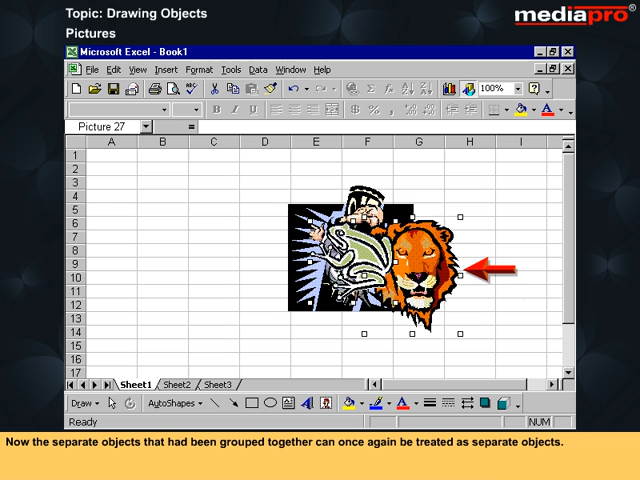 Topic: Drawing Objects
mediapro®
Pictures
Microsoft Excel - Book1
File Edit View Insert Format Tools Data Window Help
100%
B I U $ % ,
Picture 27 =
A B C D E F G H I
1
2
3
4
5
6
7
8
9
10
11
12
13
14
15
16
17
Sheet1 Sheet2 Sheet3
Draw AutoShapes
Ready NUM
Now the separate objects that had been grouped together can once again be treated as separate objects.